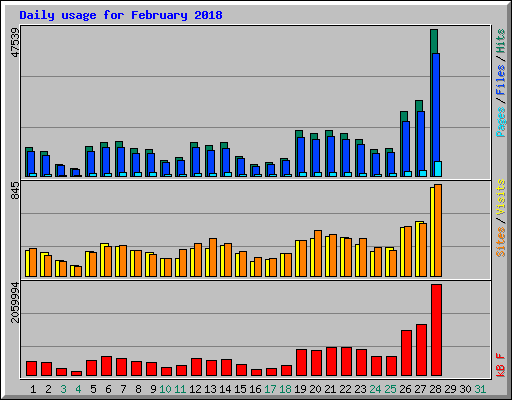 Daily usage for February 2018
47539
Pages / Files / Hits
845
Sites / Visits
2059994
kB F
1 2 3 4 5 6 7 8 9 10 11 12 13 14 15 16 17 18 19 20 21 22 23 24 25 26 27 28 29 30 31